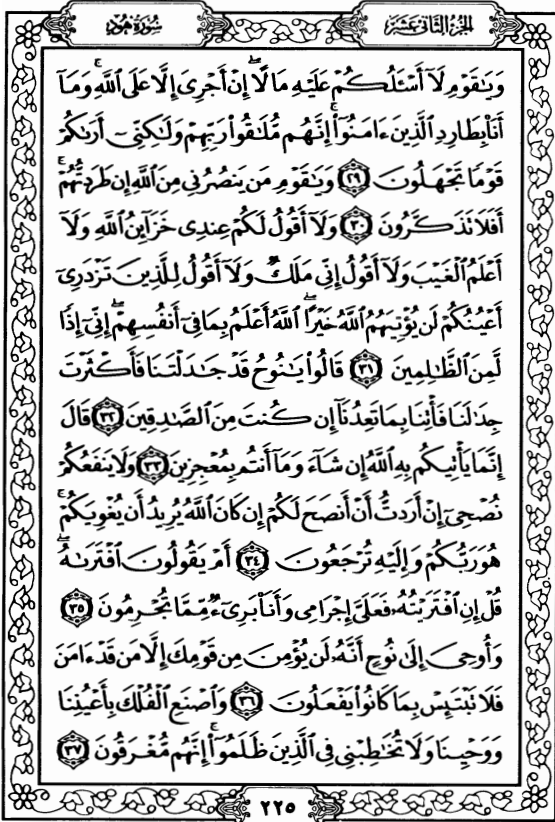 الجزء الثاني عشر
سورة هود
وَيَٰقَوۡمِ لَآ أَسۡـَٔلُكُمۡ عَلَيۡهِ مَالًاۖ إِنۡ أَجۡرِيَ إِلَّا عَلَى ٱللَّهِۚ وَمَآ
أَنَا۠ بِطَارِدِ ٱلَّذِينَ ءَامَنُوٓاْۚ إِنَّهُم مُّلَٰقُواْ رَبِّهِمۡ وَلَٰكِنِّيٓ أَرَىٰكُمۡ
قَوۡمٗا تَجۡهَلُونَ ٢٩ وَيَٰقَوۡمِ مَن يَنصُرُنِي مِنَ ٱللَّهِ إِن طَرَدتُّهُمۡۚ
أَفَلَا تَذَكَّرُونَ ٣٠ وَلَآ أَقُولُ لَكُمۡ عِندِي خَزَآئِنُ ٱللَّهِ وَلَآ
أَعۡلَمُ ٱلۡغَيۡبَ وَلَآ أَقُولُ إِنِّي مَلَكٞ وَلَآ أَقُولُ لِلَّذِينَ تَزۡدَرِيٓ
أَعۡيُنُكُمۡ لَن يُؤۡتِيَهُمُ ٱللَّهُ خَيۡرًاۖ ٱللَّهُ أَعۡلَمُ بِمَا فِيٓ أَنفُسِهِمۡۖ إِنِّيٓ إِذٗا
لَّمِنَ ٱلظَّٰلِمِينَ ٣١ قَالُواْ يَٰنُوحُ قَدۡ جَٰدَلۡتَنَا فَأَكۡثَرۡتَ
جِدَٰلَنَا فَأۡتِنَا بِمَا تَعِدُنَآ إِن كُنتَ مِنَ ٱلصَّٰدِقِينَ ٣٢ قَالَ
إِنَّمَا يَأۡتِيكُم بِهِ ٱللَّهُ إِن شَآءَ وَمَآ أَنتُم بِمُعۡجِزِينَ ٣٣ وَلَا يَنفَعُكُمۡ
نُصۡحِيٓ إِنۡ أَرَدتُّ أَنۡ أَنصَحَ لَكُمۡ إِن كَانَ ٱللَّهُ يُرِيدُ أَن يُغۡوِيَكُمۡۚ
هُوَ رَبُّكُمۡ وَإِلَيۡهِ تُرۡجَعُونَ ٣٤ أَمۡ يَقُولُونَ ٱفۡتَرَىٰهُۖ
قُلۡ إِنِ ٱفۡتَرَيۡتُهُۥ فَعَلَيَّ إِجۡرَامِي وَأَنَا۠ بَرِيٓءٞ مِّمَّا تُجۡرِمُونَ ٣٥
وَأُوحِيَ إِلَىٰ نُوحٍ أَنَّهُۥ لَن يُؤۡمِنَ مِن قَوۡمِكَ إِلَّا مَن قَدۡ ءَامَنَ
فَلَا تَبۡتَئِسۡ بِمَا كَانُواْ يَفۡعَلُونَ ٣٦ وَٱصۡنَعِ ٱلۡفُلۡكَ بِأَعۡيُنِنَا
وَوَحۡيِنَا وَلَا تُخَٰطِبۡنِي فِي ٱلَّذِينَ ظَلَمُوٓاْ إِنَّهُم مُّغۡرَقُونَ ٣٧
٢٢٥